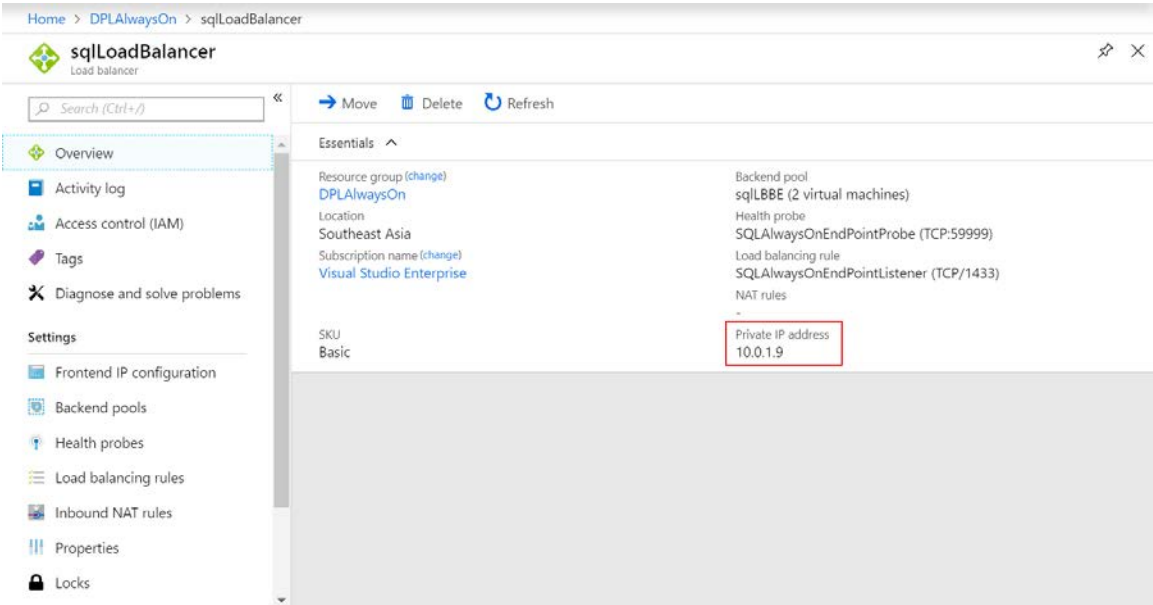 Home > DPLAlwaysOn > sqlLoadBalancer
sqlLoadBalancer
Load balancer
Search (Ctrl+/)
«
Overview
Activity log
Access control (IAM)
Tags
Diagnose and solve problems
Settings
Frontend IP configuration
Backend pools
Health probes
Load balancing rules
Inbound NAT rules
Properties
Locks
Move Delete Refresh
Essentials
Resource group (change)
DPLAlwaysOn
Location
Southeast Asia
Subscription name (change)
Visual Studio Enterprise
SKU
Basic
Backend pool
sqlLBBE (2 virtual machines)
Health probe
SQLAlwaysOnEndPointProbe (TCP:59999)
Load balancing rule
SQLAlwaysOnEndPointListener (TCP/1433)
NAT rules
-
Private IP address
10.0.1.9